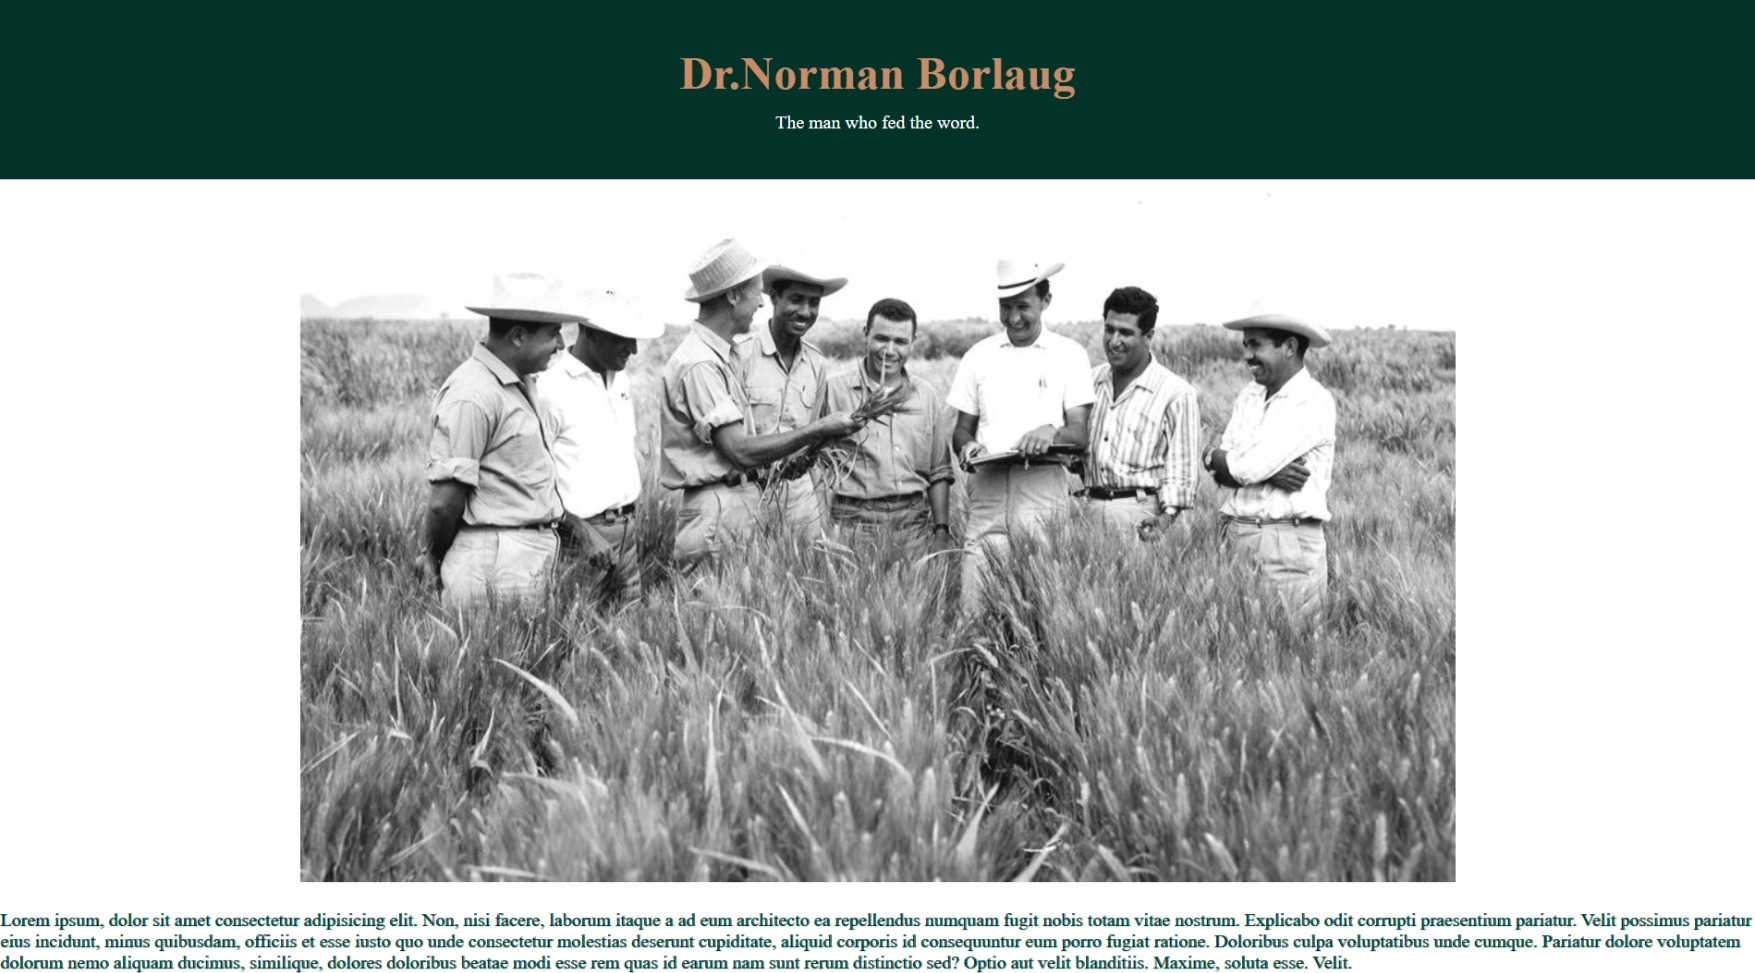 Dr.Norman Borlaug
The man who fed the word.
Lorem ipsum, dolor sit amet consectetur adipisicing elit. Non, nisi facere, laborum itaque a ad eum architecto ea repellendus numquam fugit nobis totam vitae nostrum. Explicabo odit corrupti praesentium pariatur. Velit possimus pariatur
eius incidunt, minus quibusdam, officiis et esse iusto quo unde consectetur molestias deserunt cupiditate, aliquid corporis id consequuntur eum porro fugiat ratione. Doloribus culpa voluptatibus unde cumque. Pariatur dolore voluptatem
dolorum nemo aliquam ducimus, similique, dolores doloribus beatae modi esse rem quas id earum nam sunt rerum distinctio sed? Optio aut velit blanditiis. Maxime, soluta esse. Velit.